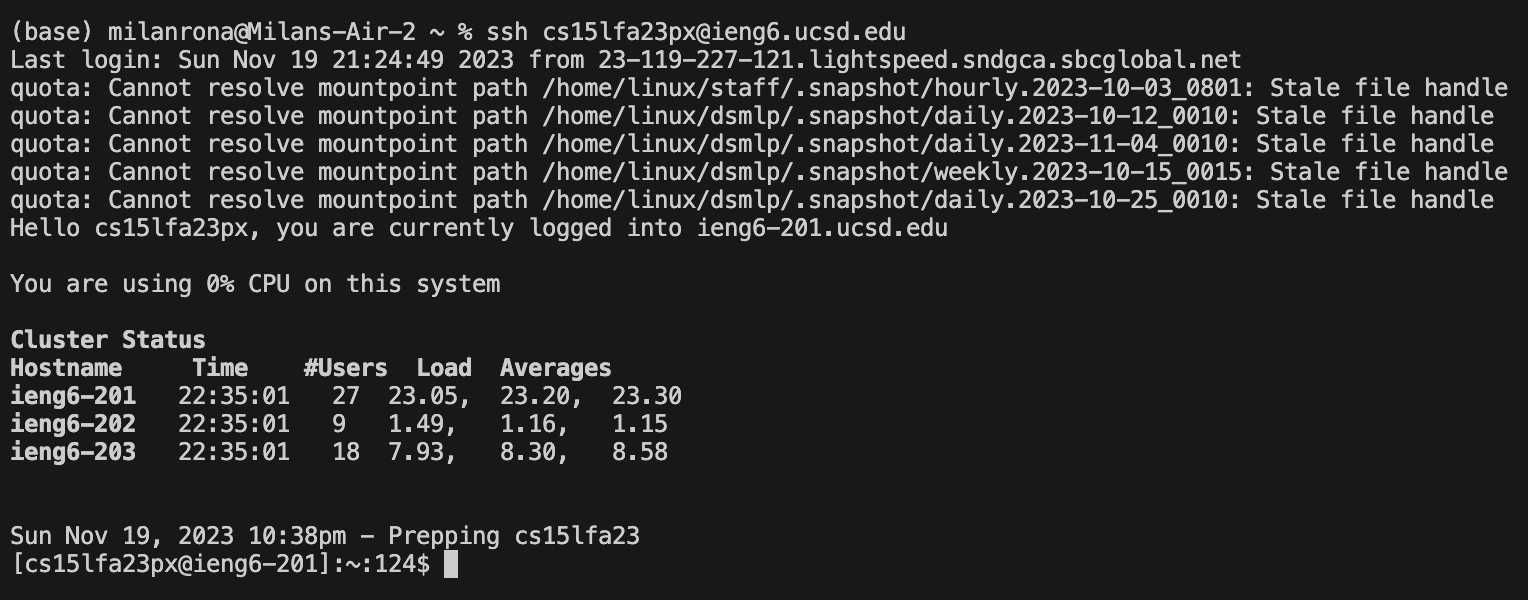 (base) milanrona@Milans-Air-2 ~ % ssh cs15lfa23px@ieng6.ucsd.edu
Last login: Sun Nov 19 21:24:49 2023 from 23-119-227-121.lightspeed.sndgca.sbcglobal.net
quota: Cannot resolve mountpoint path /home/linux/staff/.snapshot/hourly.2023-10-03_0801: Stale file handle
quota: Cannot resolve mountpoint path /home/linux/dsmlp/.snapshot/daily.2023-10-12_0010: Stale file handle
quota: Cannot resolve mountpoint path /home/linux/dsmlp/.snapshot/daily.2023-11-04_0010: Stale file handle
quota: Cannot resolve mountpoint path /home/linux/dsmlp/.snapshot/weekly.2023-10-15_0015: Stale file handle
quota: Cannot resolve mountpoint path /home/linux/dsmlp/.snapshot/daily.2023-10-25_0010: Stale file handle
Hello cs15lfa23px, you are currently logged into ieng6-201.ucsd.edu
You are using 0% CPU on this system
Cluster Status
Hostname     Time    #Users  Load  Averages
ieng6-201   22:35:01   27  23.05,  23.20,  23.30
ieng6-202   22:35:01   9   1.49,   1.16,   1.15
ieng6-203   22:35:01   18  7.93,   8.30,   8.58
Sun Nov 19, 2023 10:38pm - Prepping cs15lfa23
[cs15lfa23px@ieng6-201]:~:124$